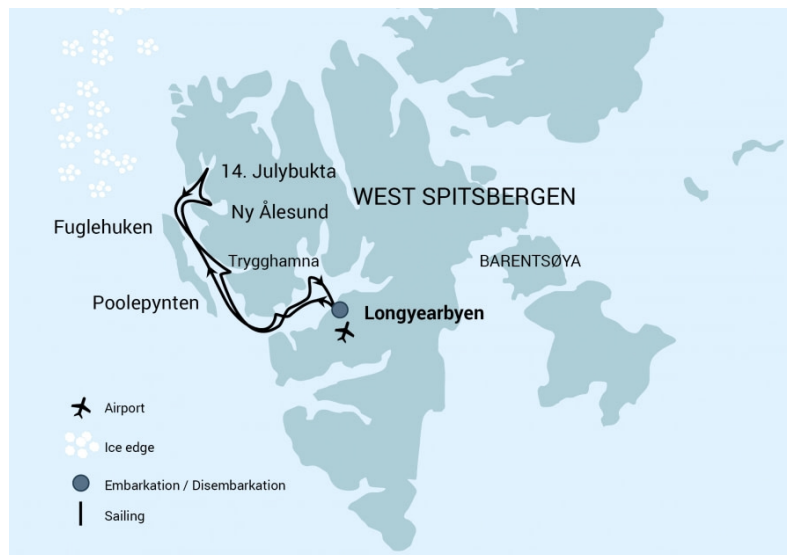 14. Julybukta
WEST SPITSBERGEN
Ny Ålesund
Fuglehuken
Trygghamna
BARENTSØYA
Poolepynten
Longyearbyen
Airport
Ice edge
Embarkation / Disembarkation
Sailing